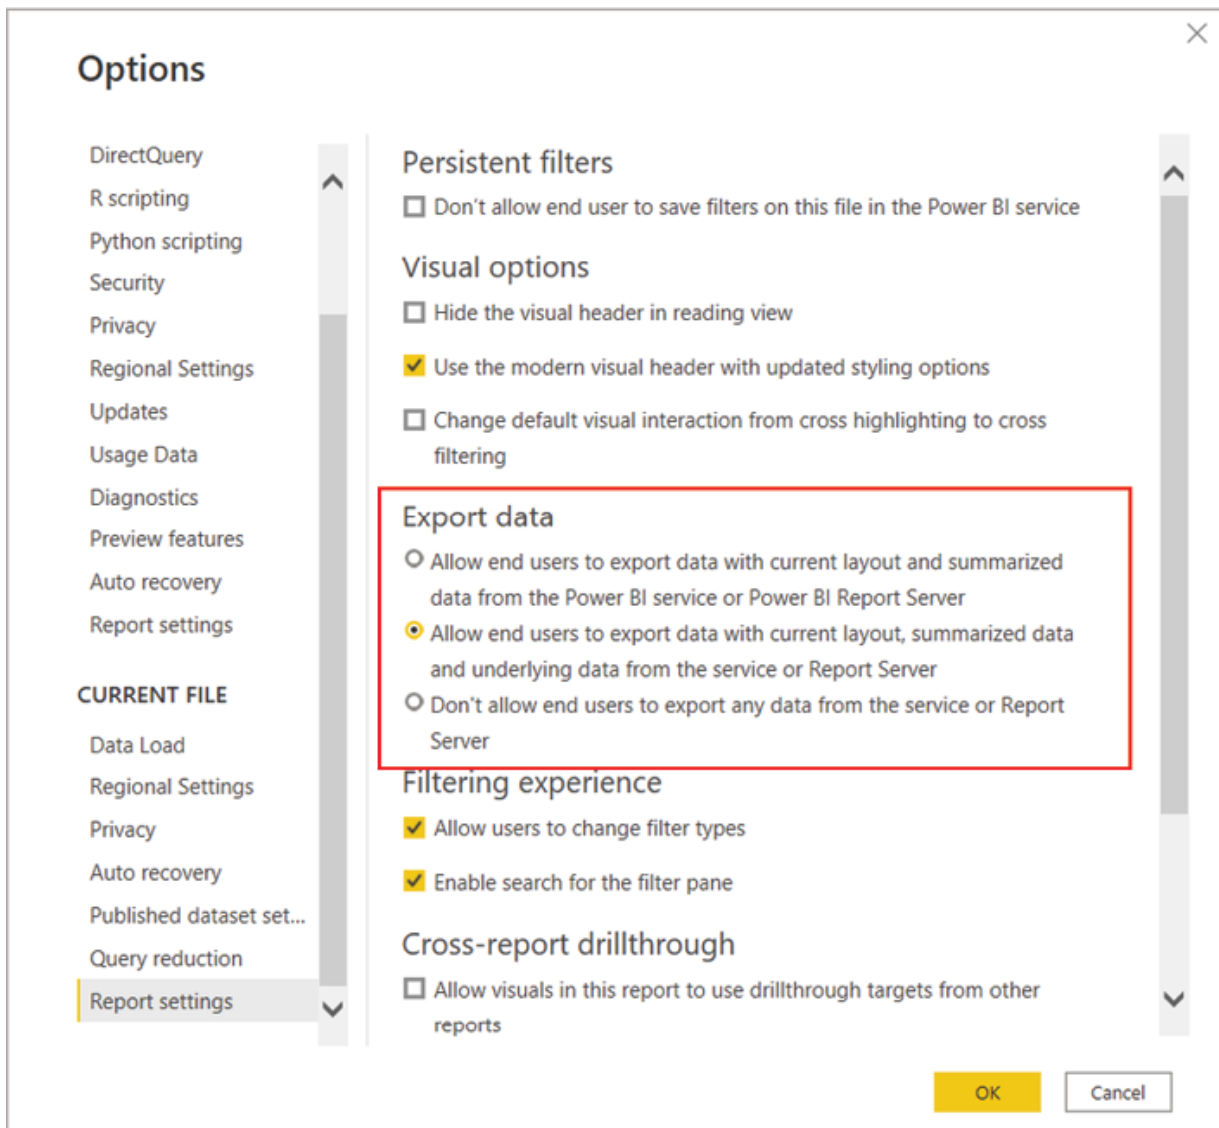 Options
DirectQuery
R scripting
Python scripting
Security
Privacy
Regional Settings
Updates
Usage Data
Diagnostics
Preview features
Auto recovery
Report settings
CURRENT FILE
Data Load
Regional Settings
Privacy
Auto recovery
Published dataset set...
Query reduction
Report settings
Persistent filters
Don't allow end user to save filters on this file in the Power BI service
Visual options
Hide the visual header in reading view
Use the modern visual header with updated styling options
Change default visual interaction from cross highlighting to cross
filtering
Export data
Allow end users to export data with current layout and summarized
data from the Power BI service or Power BI Report Server
Allow end users to export data with current layout, summarized data
and underlying data from the service or Report Server
Don't allow end users to export any data from the service or Report
Server
Filtering experience
Allow users to change filter types
Enable search for the filter pane
Cross-report drillthrough
Allow visuals in this report to use drillthrough targets from other
reports
OK
Cancel